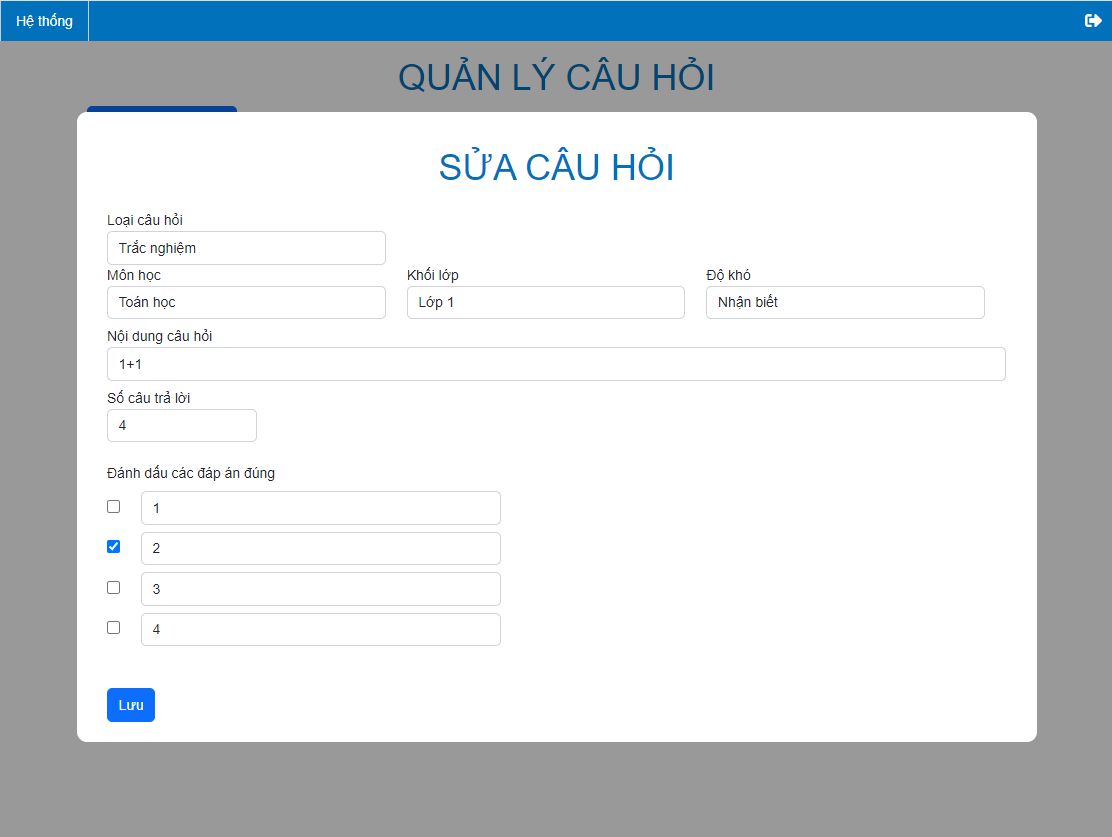 Hệ thống
QUẢN LÝ CÂU HỎI
SỬA CÂU HỎI
Loại câu hỏi
Trắc nghiệm
Môn học Khối lớp Độ khó
Toán học Lớp 1 Nhận biết
Nội dung câu hỏi
1+1
Số câu trả lời
4
Đánh dấu các đáp án đúng
1
2
3
4
Lưu